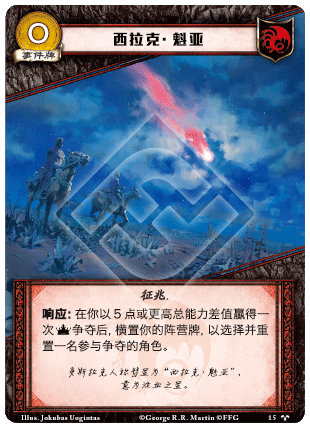 0
事件牌
西拉克·魁亚
征兆.
响应: 在你以 5 点或更高总能力差值赢得一
次 争夺后, 横置你的阵营牌, 以选择并重
置一名参与争夺的角色。
多斯拉克人称彗星为“西拉克·魁亚”,
意为泣血之星。
Illus. Jokubas Uogintas
©George R.R. Martin ©FFG
15